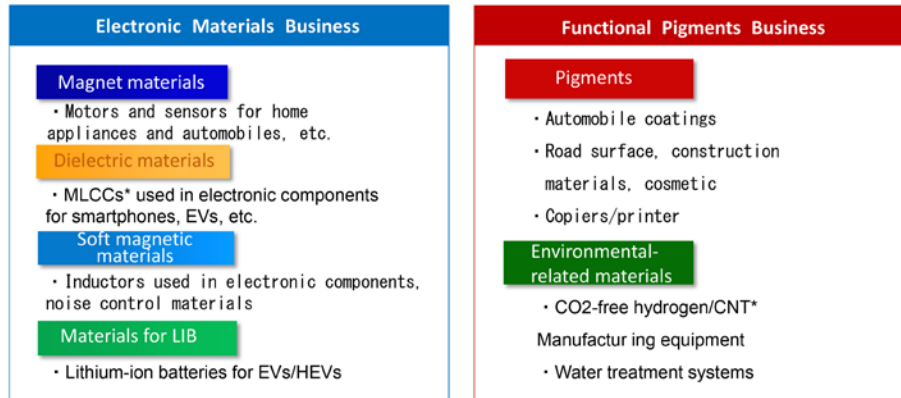 Electronic Materials Business
Magnet materials
・Motors and sensors for home
appliances and automobiles, etc.
Dielectric materials
・MLCCs* used in electronic components
for smartphones, EVs, etc.
Soft magnetic
materials
・Inductors used in electronic components,
noise control materials
Materials for LIB
・Lithium-ion batteries for EVs/HEVs
Functional Pigments Business
Pigments
・Automobile coatings
・Road surface, construction
materials, cosmetic
・Copiers/printer
Environmental-
related materials
・CO2-free hydrogen/CNT*
Manufactur ing equipment
・Water treatment systems